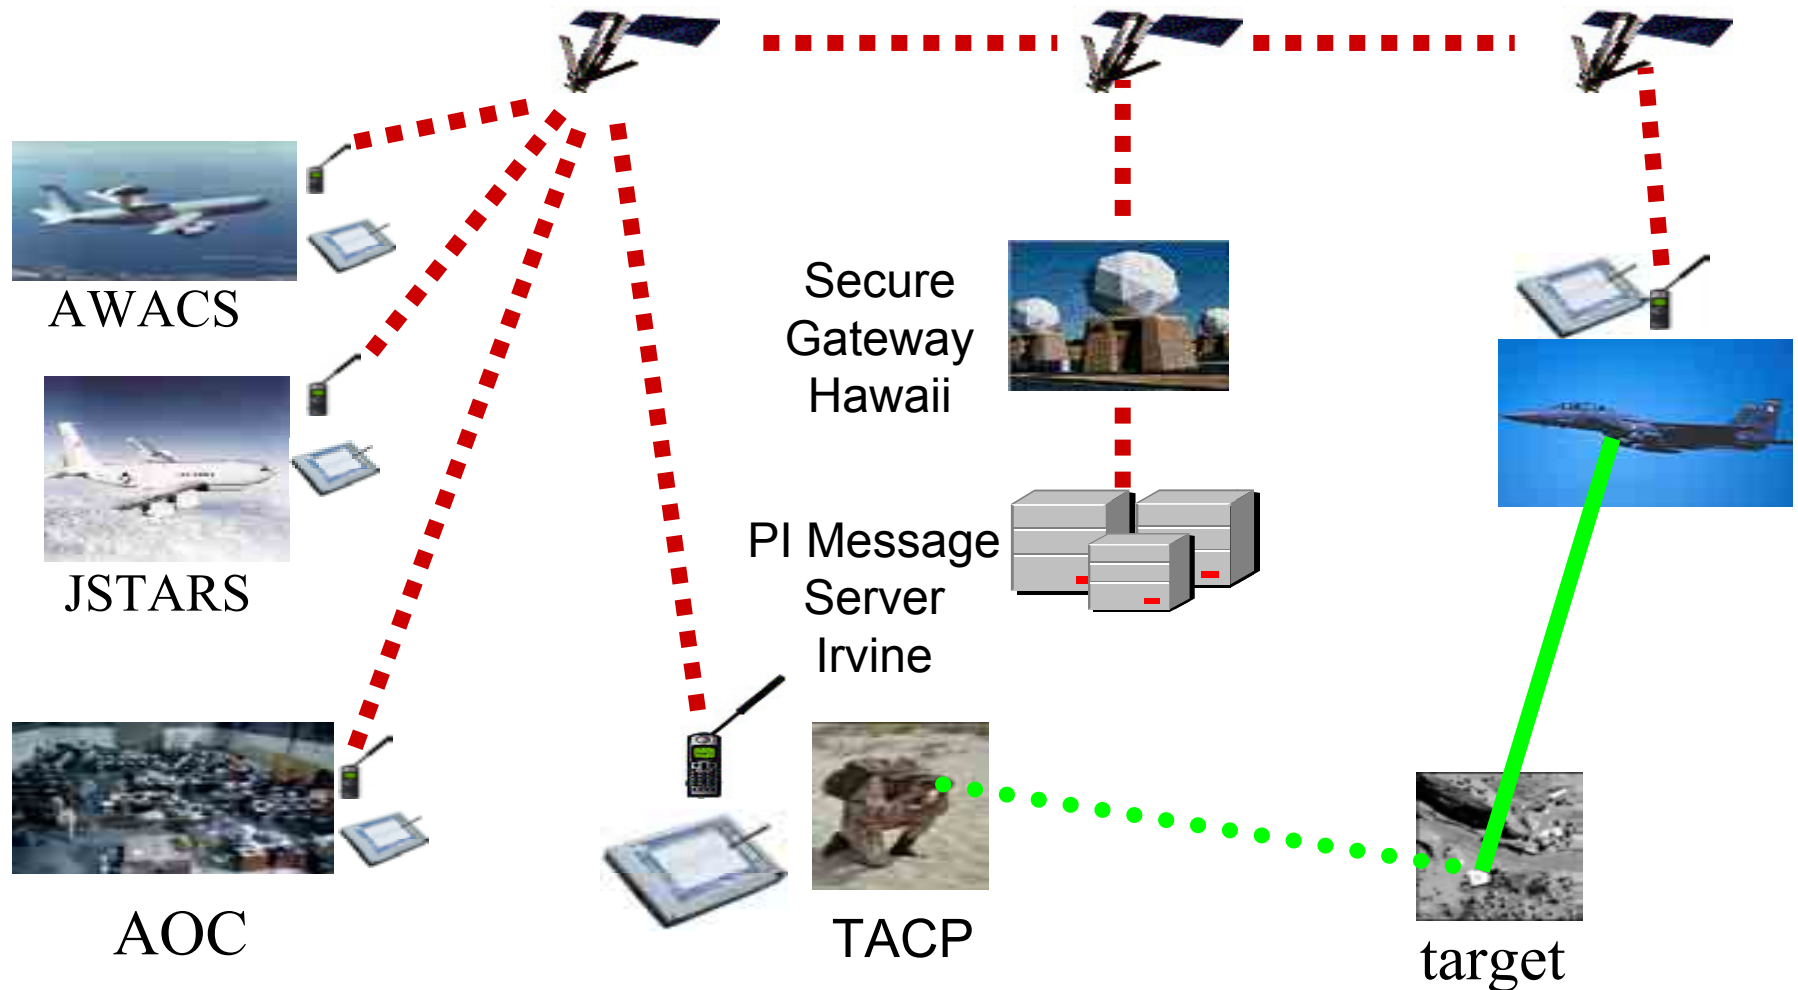 AWACS
JSTARS
AOC
Secure
Gateway
Hawaii
PI Message
Server
Irvine
TACP
target